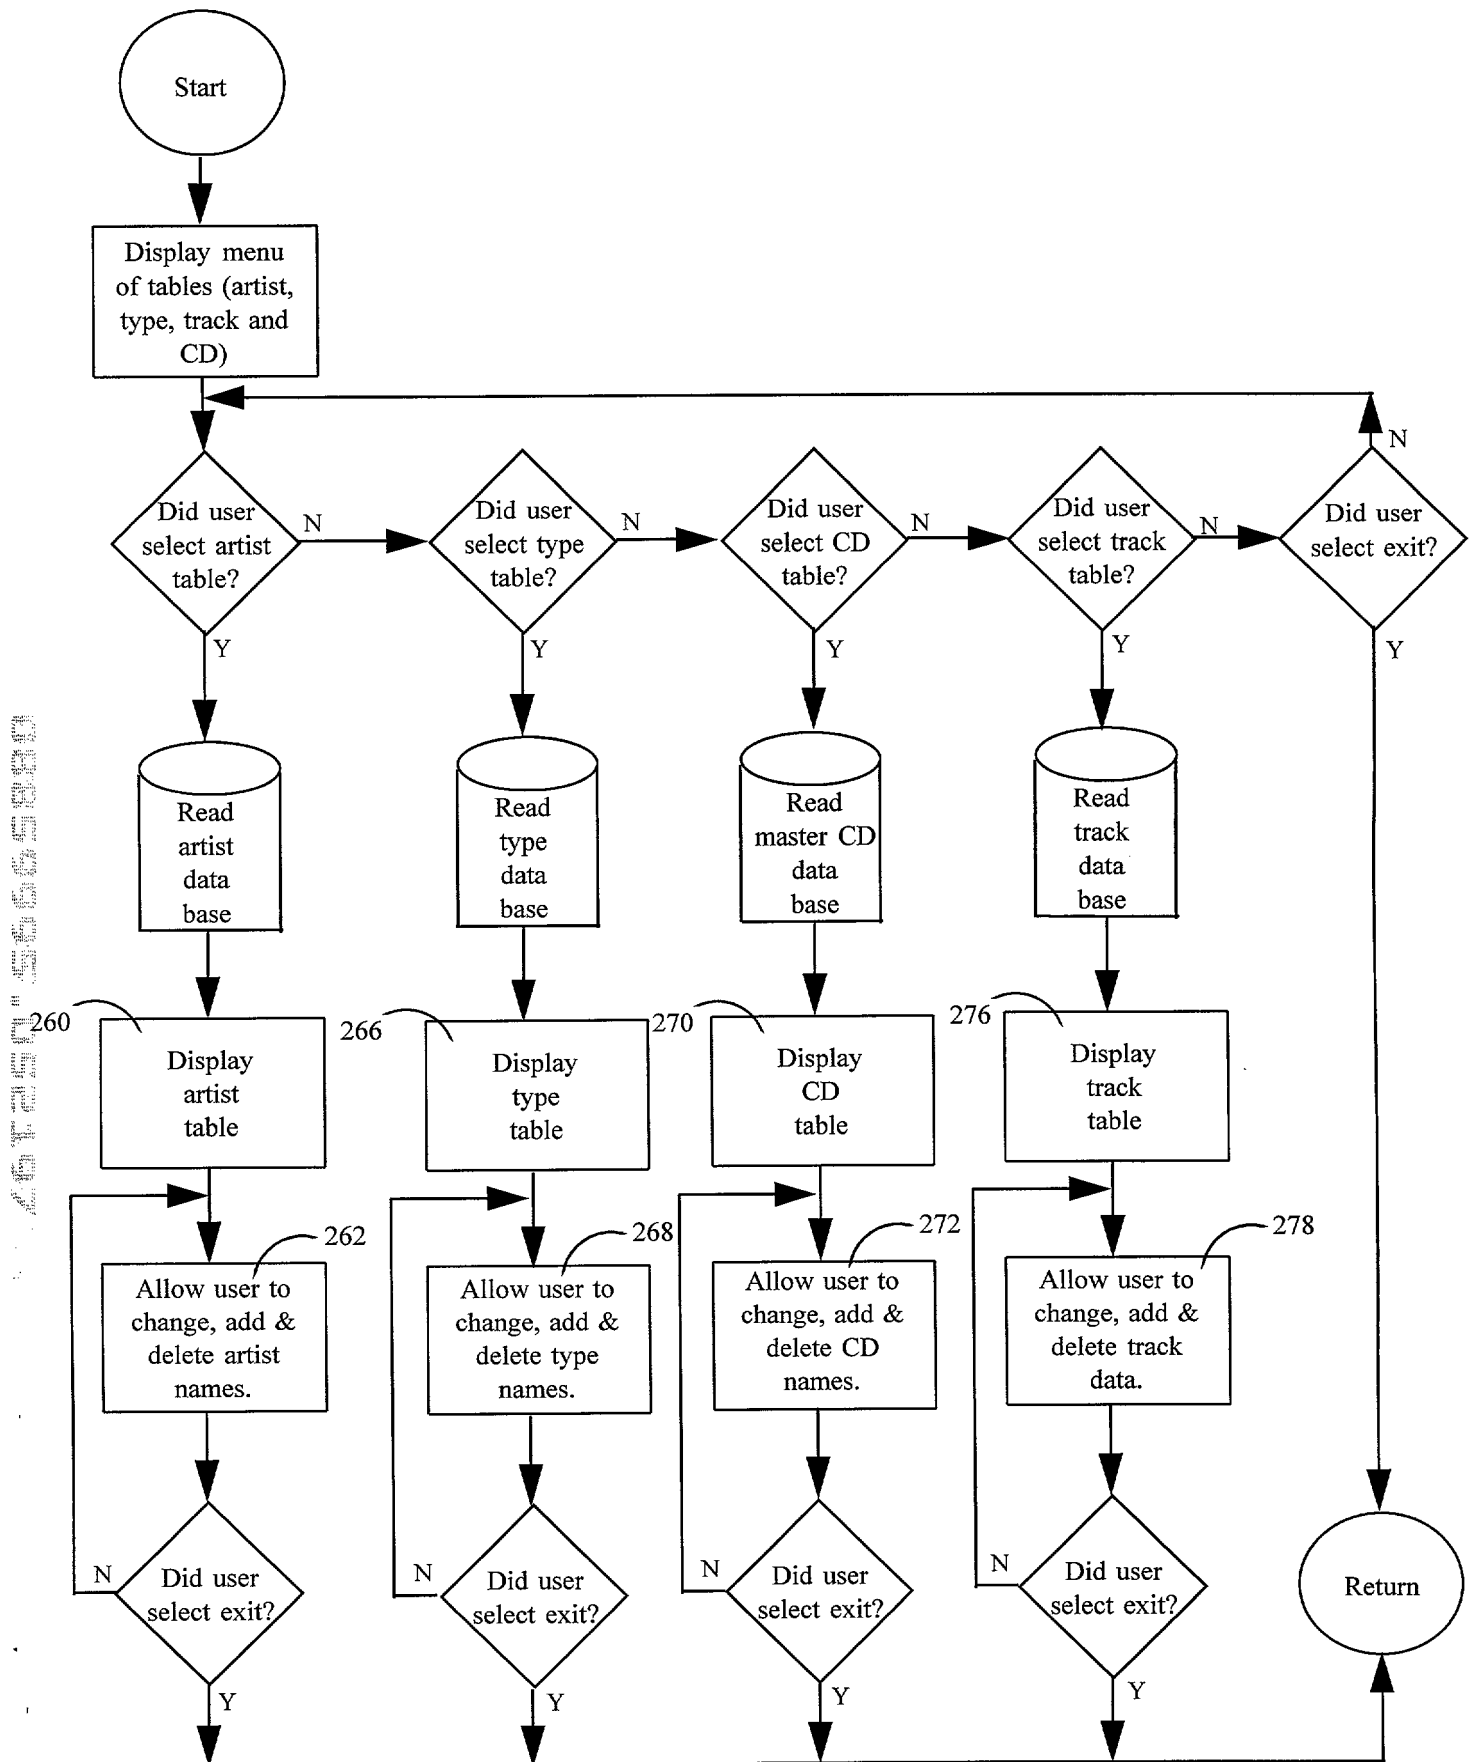 Start
Display menu
of tables (artist,
type, track and
CD)
N
Did user
select artist
table?
N
Did user
select type
table?
N
Did user
select CD
table?
N
Did user
select track
table?
N
Did user
select exit?
Y
Y
Y
Y
Y
Read
artist
data
base
Read
type
data
base
Read
master CD
data
base
Read
track
data
base
260
Display
artist
table
266
Display
type
table
270
Display
CD
table
276
Display
track
table
262
Allow user to
change, add &
delete artist
names.
268
Allow user to
change, add &
delete type
names.
272
Allow user to
change, add &
delete CD
names.
278
Allow user to
change, add &
delete track
data.
N
Did user
select exit?
N
Did user
select exit?
N
Did user
select exit?
N
Did user
select exit?
Return
Y
Y
Y
Y